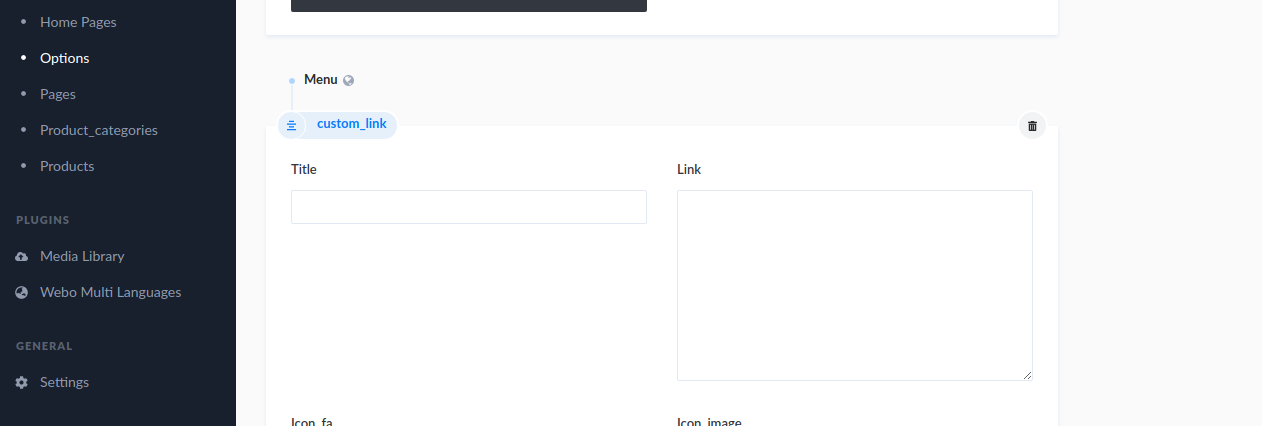 Home Pages
Options
Pages
Product_categories
Products
PLUGINS
Media Library
Webo Multi Languages
GENERAL
Settings
Menu
custom_link
Title
Link
Icon_fa
Icon_image